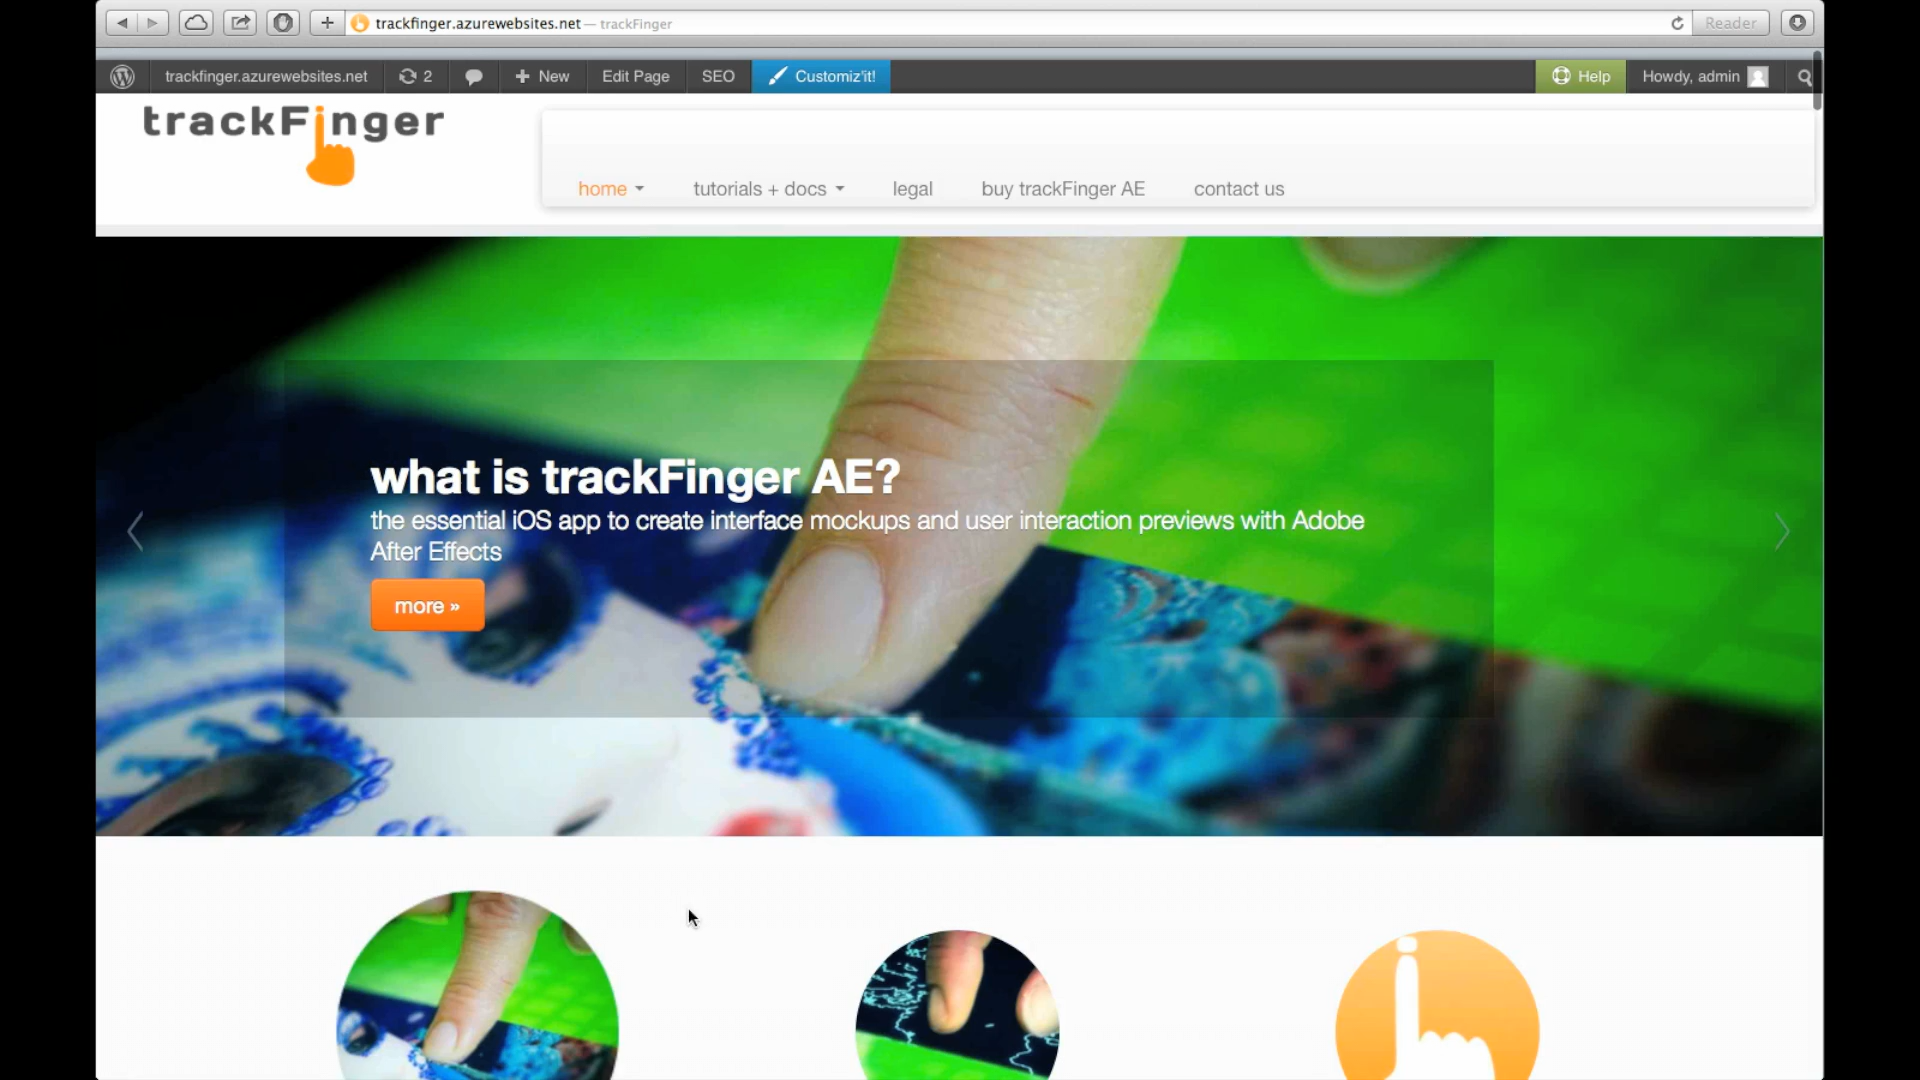 trackfinger.azurewebsites.net — trackFinger
Reader
trackfinger.azurewebsites.net 2 New Edit Page SEO Customiz'it! Help Howdy, admin
trackFinger
home tutorials + docs legal buy trackFinger AE contact us
what is trackFinger AE?
the essential iOS app to create interface mockups and user interaction previews with Adobe
After Effects
more »